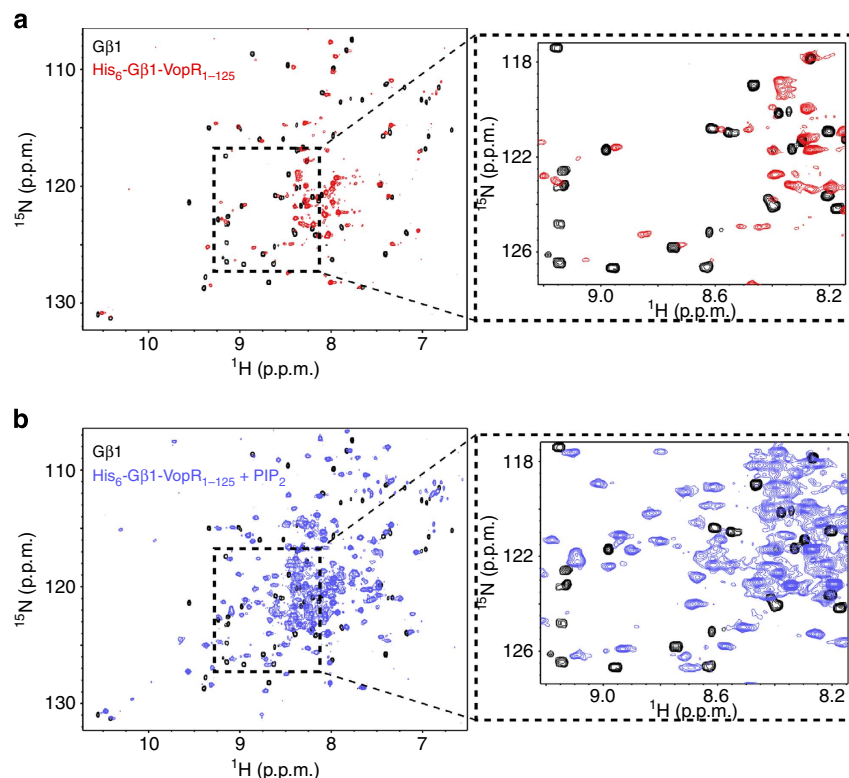 a
Gβ1
His₆-Gβ1-VopR₁₋₁₂₅
110
120
130
¹⁵N (p.p.m.)
10 9 8 7
¹H (p.p.m.)
118
122
126
¹⁵N (p.p.m.)
9.0 8.6 8.2
¹H (p.p.m.)
b
Gβ1
His₆-Gβ1-VopR₁₋₁₂₅ + PIP₂
110
120
130
¹⁵N (p.p.m.)
10 9 8 7
¹H (p.p.m.)
118
122
126
¹⁵N (p.p.m.)
9.0 8.6 8.2
¹H (p.p.m.)